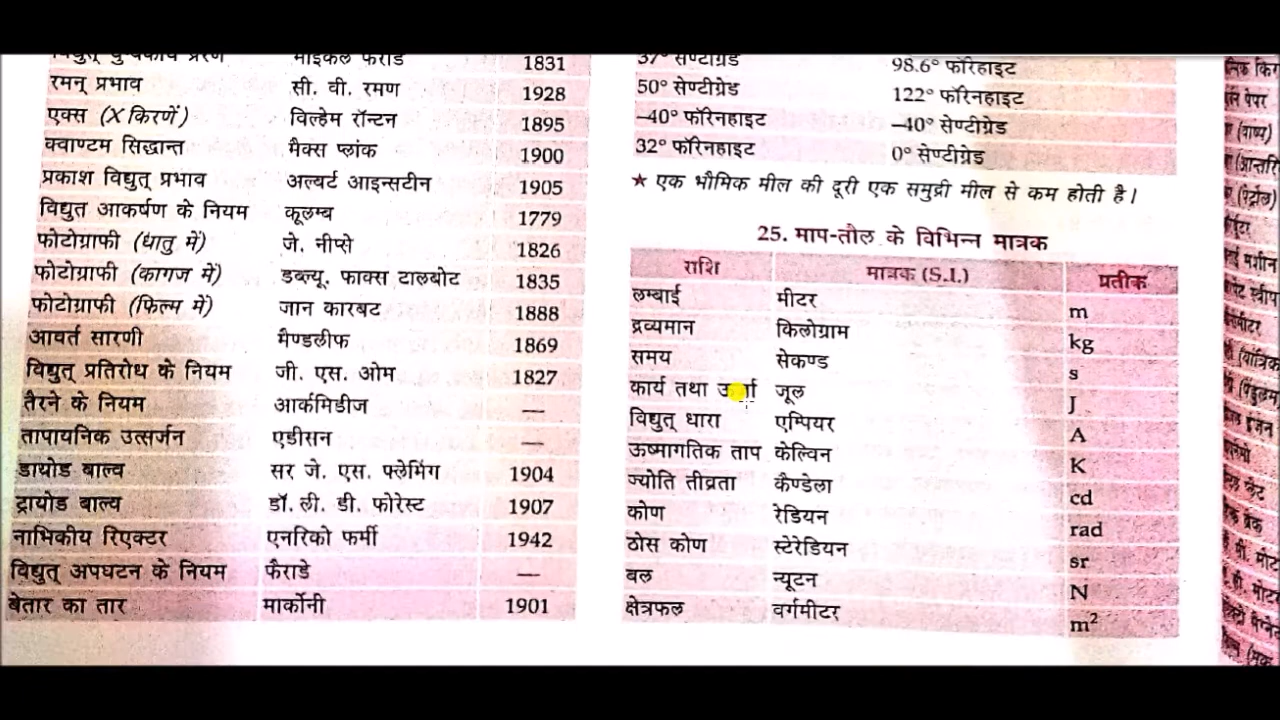 माइकल फैराडे 1831
रमन् प्रभाव सी. वी. रमण 1928
एक्स (X किरणें) विल्हेम रॉन्टन 1895
क्वाण्टम सिद्धान्त मैक्स प्लांक 1900
प्रकाश विद्युत् प्रभाव अल्बर्ट आइन्सटीन 1905
विद्युत आकर्षण के नियम कूलम्ब 1779
फोटोग्राफी (धातु में) जे. नीप्से 1826
फोटोग्राफी (कागज में) डब्ल्यू. फाक्स टालबोट 1835
फोटोग्राफी (फिल्म में) जान कारबट 1888
आवर्त सारणी मैण्डलीफ 1869
विद्युत् प्रतिरोध के नियम जी. एस. ओम 1827
तैरने के नियम आर्कमिडीज —
तापायनिक उत्सर्जन एडीसन —
डायोड बाल्व सर जे. एस. फ्लेमिंग 1904
ट्रायोड बाल्व डॉ. ली. डी. फोरेस्ट 1907
नाभिकीय रिएक्टर एनरिको फर्मी 1942
विद्युत् अपघटन के नियम फैराडे —
बेतार का तार मार्कोनी 1901
37° सेण्टीग्रेड 98.6° फॉरेहाइट
50° सेण्टीग्रेड 122° फॉरेनहाइट
–40° फॉरिनहाइट –40° सेण्टीग्रेड
32° फॉरेनहाइट 0° सेण्टीग्रेड
★ एक भौमिक मील की दूरी एक समुद्री मील से कम होती है।
25. माप-तौल के विभिन्न मात्रक
राशि मात्रक (S.I.) प्रतीक
लम्बाई मीटर m
द्रव्यमान किलोग्राम kg
समय सेकण्ड s
कार्य तथा जूल J
विद्युत् धारा एम्पियर A
ऊष्मागतिक ताप केल्विन K
ज्योति तीव्रता कैण्डेला cd
कोण रेडियन rad
ठोस कोण स्टेरेडियन sr
बल न्यूटन N
क्षेत्रफल वर्गमीटर m²